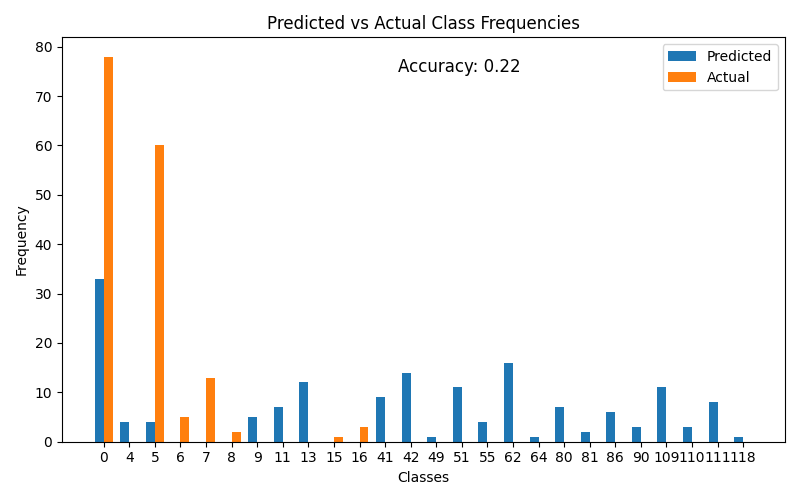 Predicted vs Actual Class Frequencies
Accuracy: 0.22
Predicted
Actual
Frequency
80
70
60
50
40
30
20
10
0
0 4 5 6 7 8 9 11 13 15 16 41 42 49 51 55 62 64 80 81 86 90 109 110 111 118
Classes